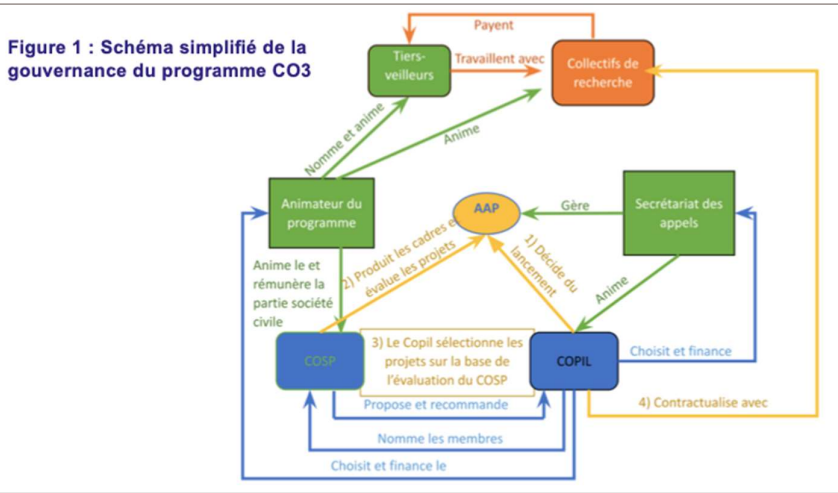 Figure 1 : Schéma simplifié de la
gouvernance du programme CO3
Payent
Tiers-
veilleurs
Travaillent avec
Collectifs de
recherche
Nomme et anime
Anime
Animateur du
programme
AAP
Gère
Secrétariat des
appels
Anime le et
rémunère la
partie société
civile
2) Produit les cadres e
évalue les projets
1) Décide du
lancement
Anime
COSP
3) Le Copil sélectionne les
projets sur la base de
l'évaluation du COSP
COPIL
Choisit et finance
Propose et recommande
4) Contractualise avec
Nomme les membres
Choisit et finance le